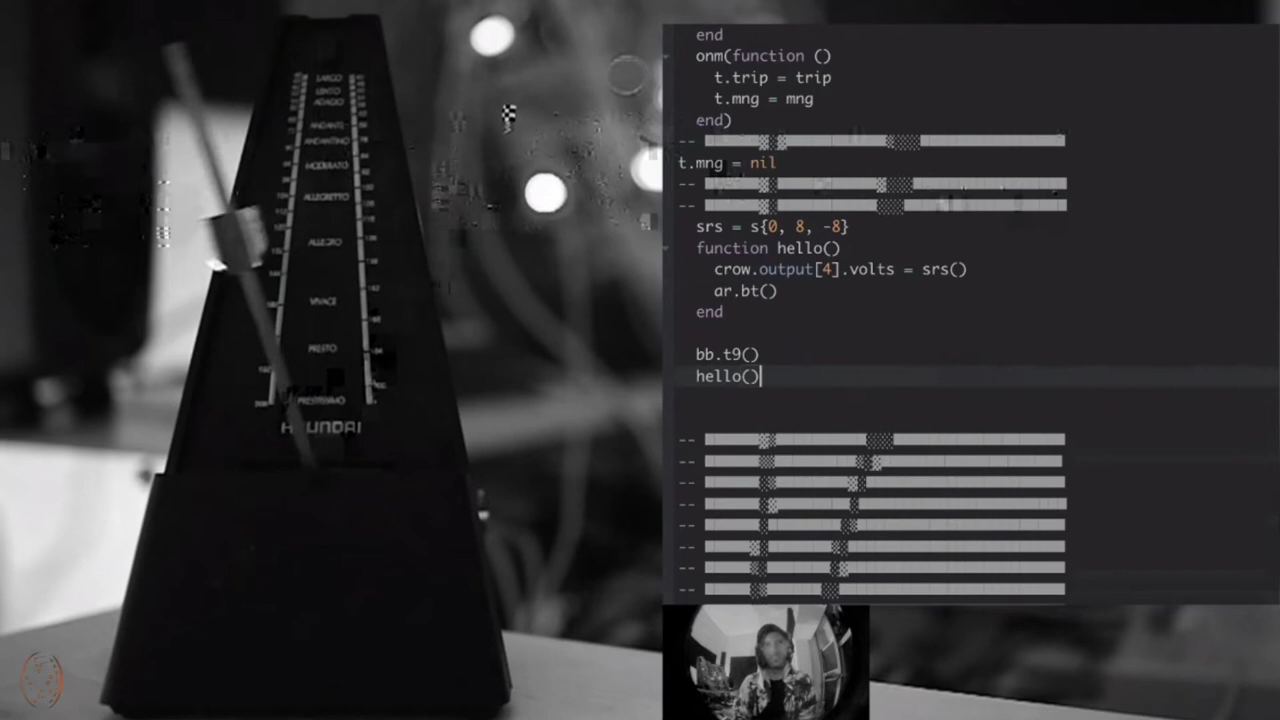 LARGO
LENTO
ADAGIO
ANDANTE
ANDANTINO
MODERATO
ALLEGRETTO
ALLEGRO
VIVACE
PRESTO
PRESTISSIMO
end
onm(function ()
t.trip = trip
t.mng = mng
end)
--
t.mng = nil
--
--
srs = s{0, 8, -8}
function hello()
crow.output[4].volts = srs()
ar.bt()
end
bb.t9()
hello()
--
--
--
--
--
--
--
--